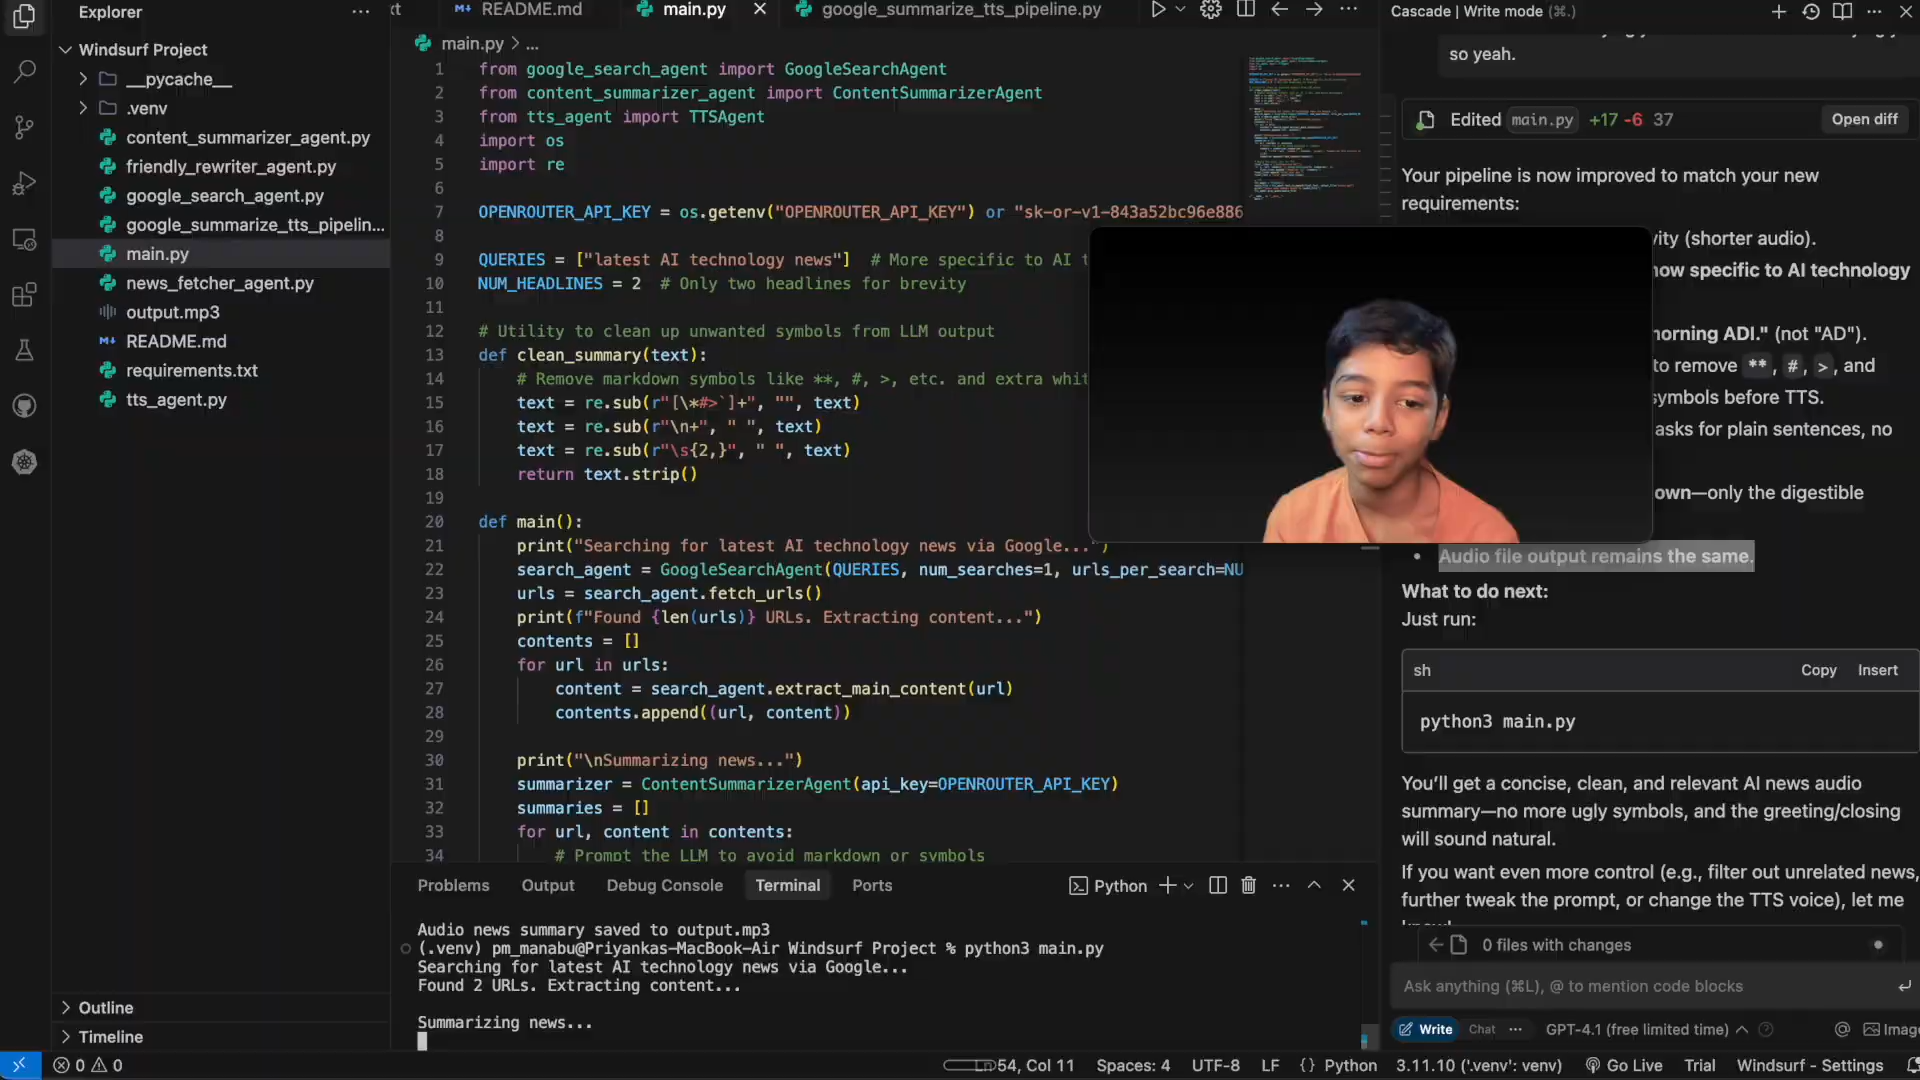 Explorer
Windsurf Project
__pycache__
.venv
content_summarizer_agent.py
friendly_rewriter_agent.py
google_search_agent.py
google_summarize_tts_pipelin...
main.py
news_fetcher_agent.py
output.mp3
README.md
requirements.txt
tts_agent.py
Outline
Timeline
xt
README.md
main.py
google_summarize_tts_pipeline.py
main.py > ...
1 from google_search_agent import GoogleSearchAgent
2 from content_summarizer_agent import ContentSummarizerAgent
3 from tts_agent import TTSAgent
4 import os
5 import re
6
7 OPENROUTER_API_KEY = os.getenv("OPENROUTER_API_KEY") or "sk-or-v1-843a52bc96e886
8
9 QUERIES = ["latest AI technology news"]  # More specific to AI t
10 NUM_HEADLINES = 2  # Only two headlines for brevity
11
12 # Utility to clean up unwanted symbols from LLM output
13 def clean_summary(text):
14 # Remove markdown symbols like **, #, >, etc. and extra whit
15 text = re.sub(r"[\*#>`]+", "", text)
16 text = re.sub(r"\n+", " ", text)
17 text = re.sub(r"\s{2,}", " ", text)
18 return text.strip()
19
20 def main():
21 print("Searching for latest AI technology news via Google...")
22 search_agent = GoogleSearchAgent(QUERIES, num_searches=1, urls_per_search=NU
23 urls = search_agent.fetch_urls()
24 print(f"Found {len(urls)} URLs. Extracting content...")
25 contents = []
26 for url in urls:
27 content = search_agent.extract_main_content(url)
28 contents.append((url, content))
29
30 print("\nSummarizing news...")
31 summarizer = ContentSummarizerAgent(api_key=OPENROUTER_API_KEY)
32 summaries = []
33 for url, content in contents:
34 # Prompt the LLM to avoid markdown or symbols
Problems Output Debug Console Terminal Ports
Python
Audio news summary saved to output.mp3
(.venv) pm_manabu@Priyankas-MacBook-Air Windsurf Project % python3 main.py
Searching for latest AI technology news via Google...
Found 2 URLs. Extracting content...
Summarizing news...
Cascade | Write mode (⌘.)
so yeah.
Edited main.py +17 -6 37 Open diff
Your pipeline is now improved to match your new
requirements:
vity (shorter audio).
now specific to AI technology
norning ADI." (not "AD").
to remove **, #, >, and
symbols before TTS.
asks for plain sentences, no
own—only the digestible
• Audio file output remains the same.
What to do next:
Just run:
sh Copy Insert
python3 main.py
You'll get a concise, clean, and relevant AI news audio
summary—no more ugly symbols, and the greeting/closing
will sound natural.
If you want even more control (e.g., filter out unrelated news,
further tweak the prompt, or change the TTS voice), let me
0 files with changes
Ask anything (⌘L), @ to mention code blocks
Write Chat ... GPT-4.1 (free limited time) Imag
0 0 Ln 54, Col 11 Spaces: 4 UTF-8 LF {} Python 3.11.10 ('.venv': venv) Go Live Trial Windsurf - Settings